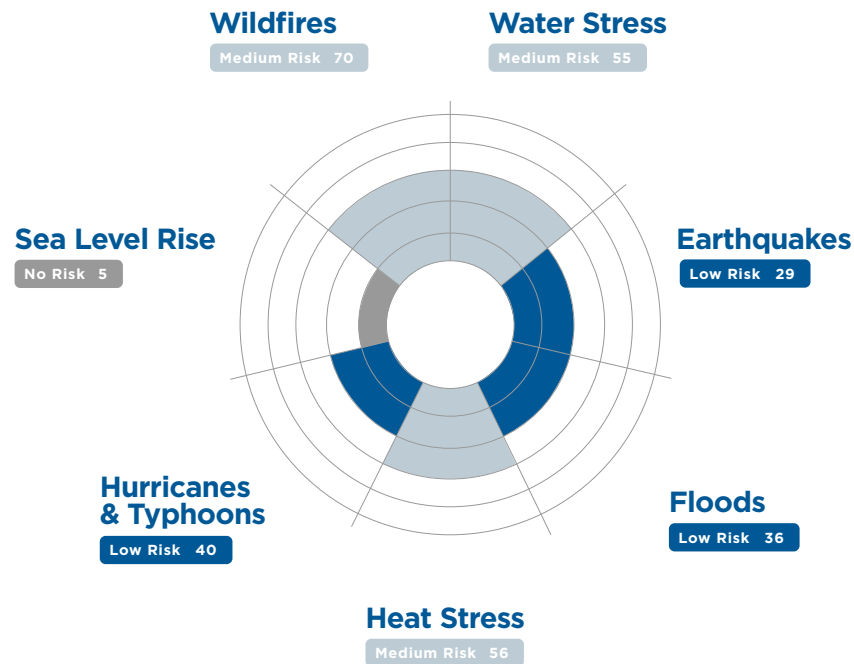 Wildfires
Medium Risk 70
Water Stress
Medium Risk 55
Sea Level Rise
No Risk 5
Earthquakes
Low Risk 29
Hurricanes
& Typhoons
Low Risk 40
Floods
Low Risk 36
Heat Stress
Medium Risk 56